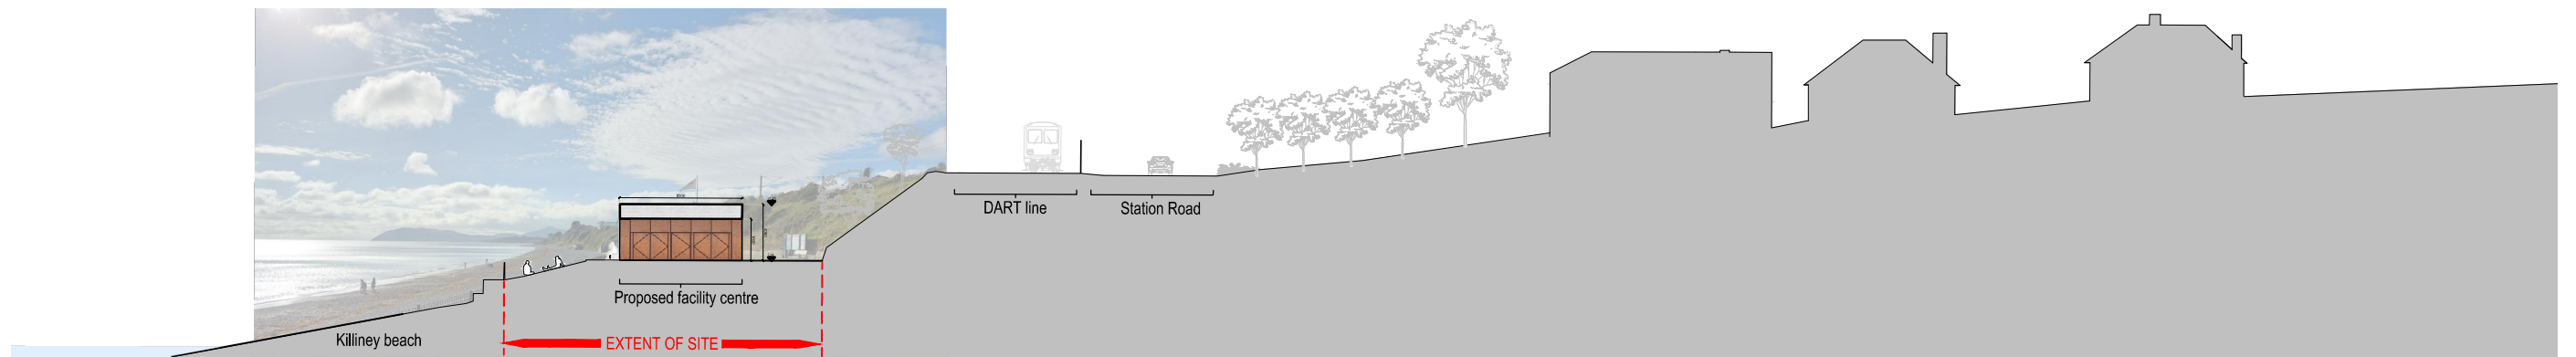 DART line
Station Road
Proposed facility centre
Killiney beach
EXTENT OF SITE